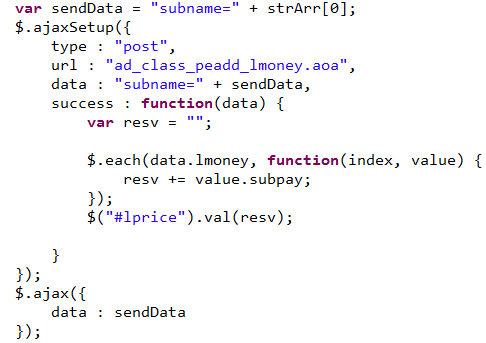 var sendData = "subname=" + strArr[0];
$.ajaxSetup({
    type : "post",
    url : "ad_class_peadd_lmoney.aoa",
    data : "subname=" + sendData,
    success : function(data) {
        var resv = "";

        $.each(data.lmoney, function(index, value) {
            resv += value.subpay;
        });
        $("#lprice").val(resv);

    }
});
$.ajax({
    data : sendData
});